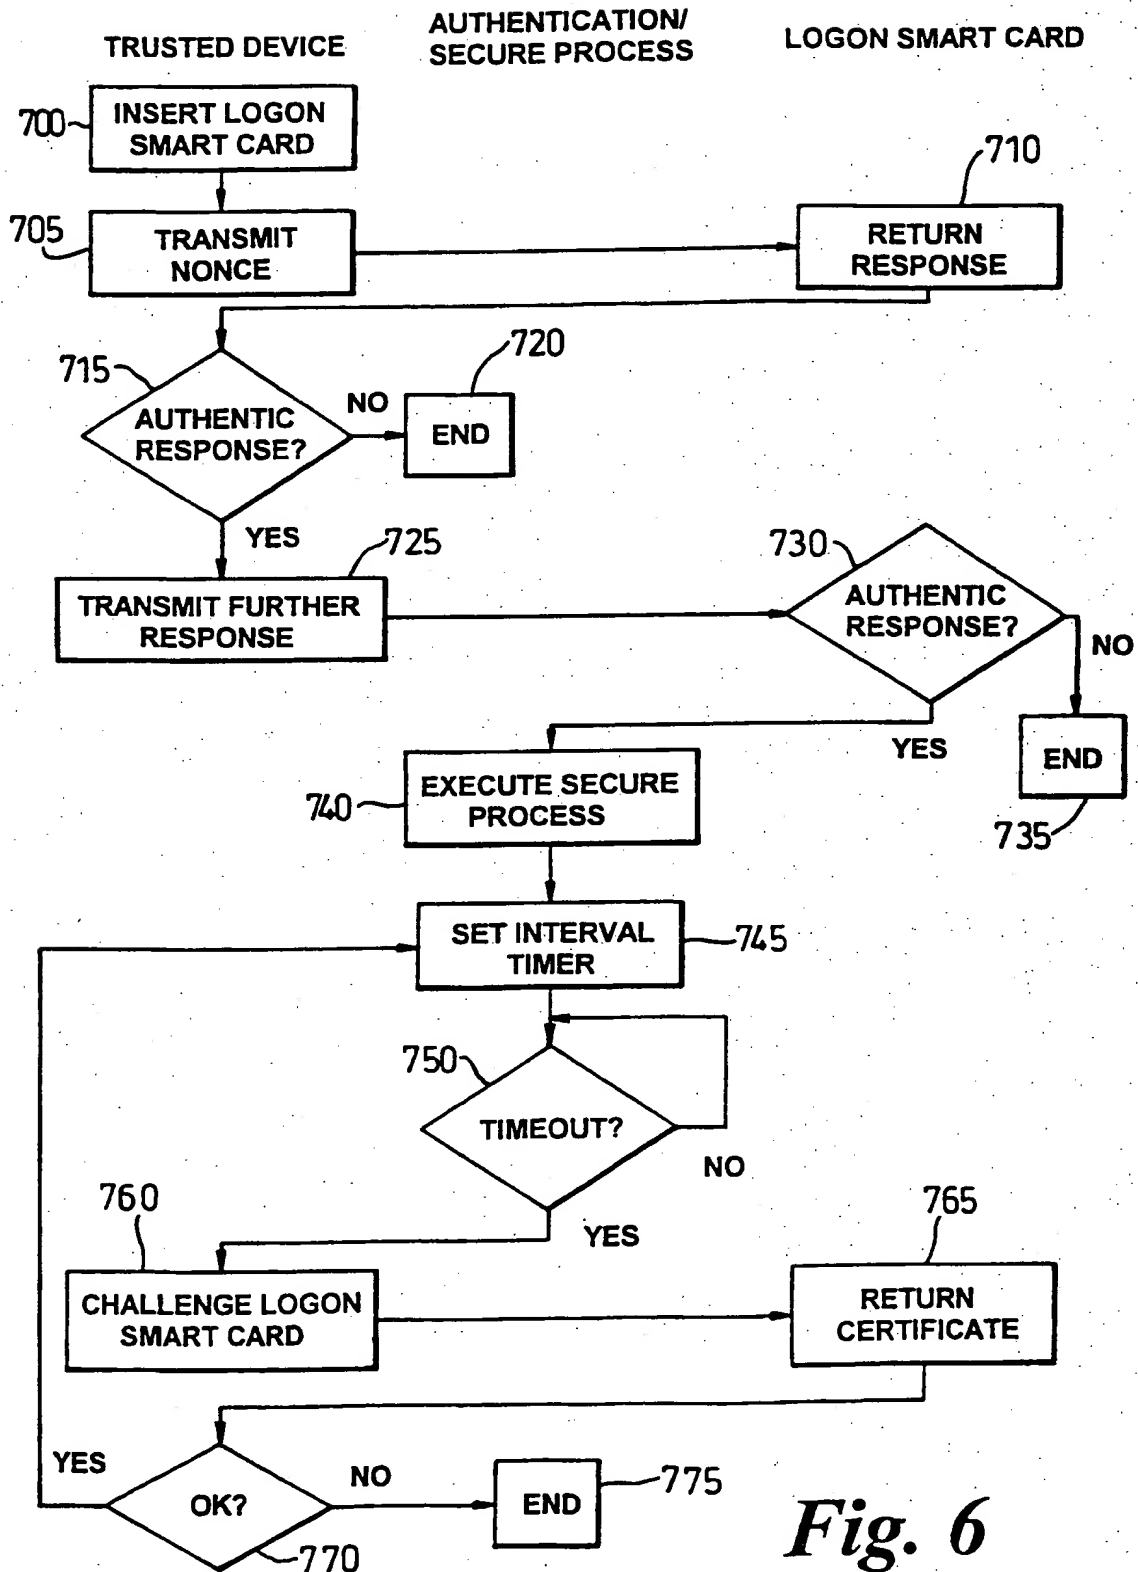 TRUSTED DEVICE
AUTHENTICATION/
SECURE PROCESS
LOGON SMART CARD
700
INSERT LOGON
SMART CARD
705
TRANSMIT
NONCE
710
RETURN
RESPONSE
715
AUTHENTIC
RESPONSE?
NO
720
END
YES
725
TRANSMIT FURTHER
RESPONSE
730
AUTHENTIC
RESPONSE?
NO
YES
END
735
740
EXECUTE SECURE
PROCESS
SET INTERVAL
TIMER
745
750
TIMEOUT?
NO
YES
760
CHALLENGE LOGON
SMART CARD
765
RETURN
CERTIFICATE
YES
OK?
NO
END
775
770
Fig. 6